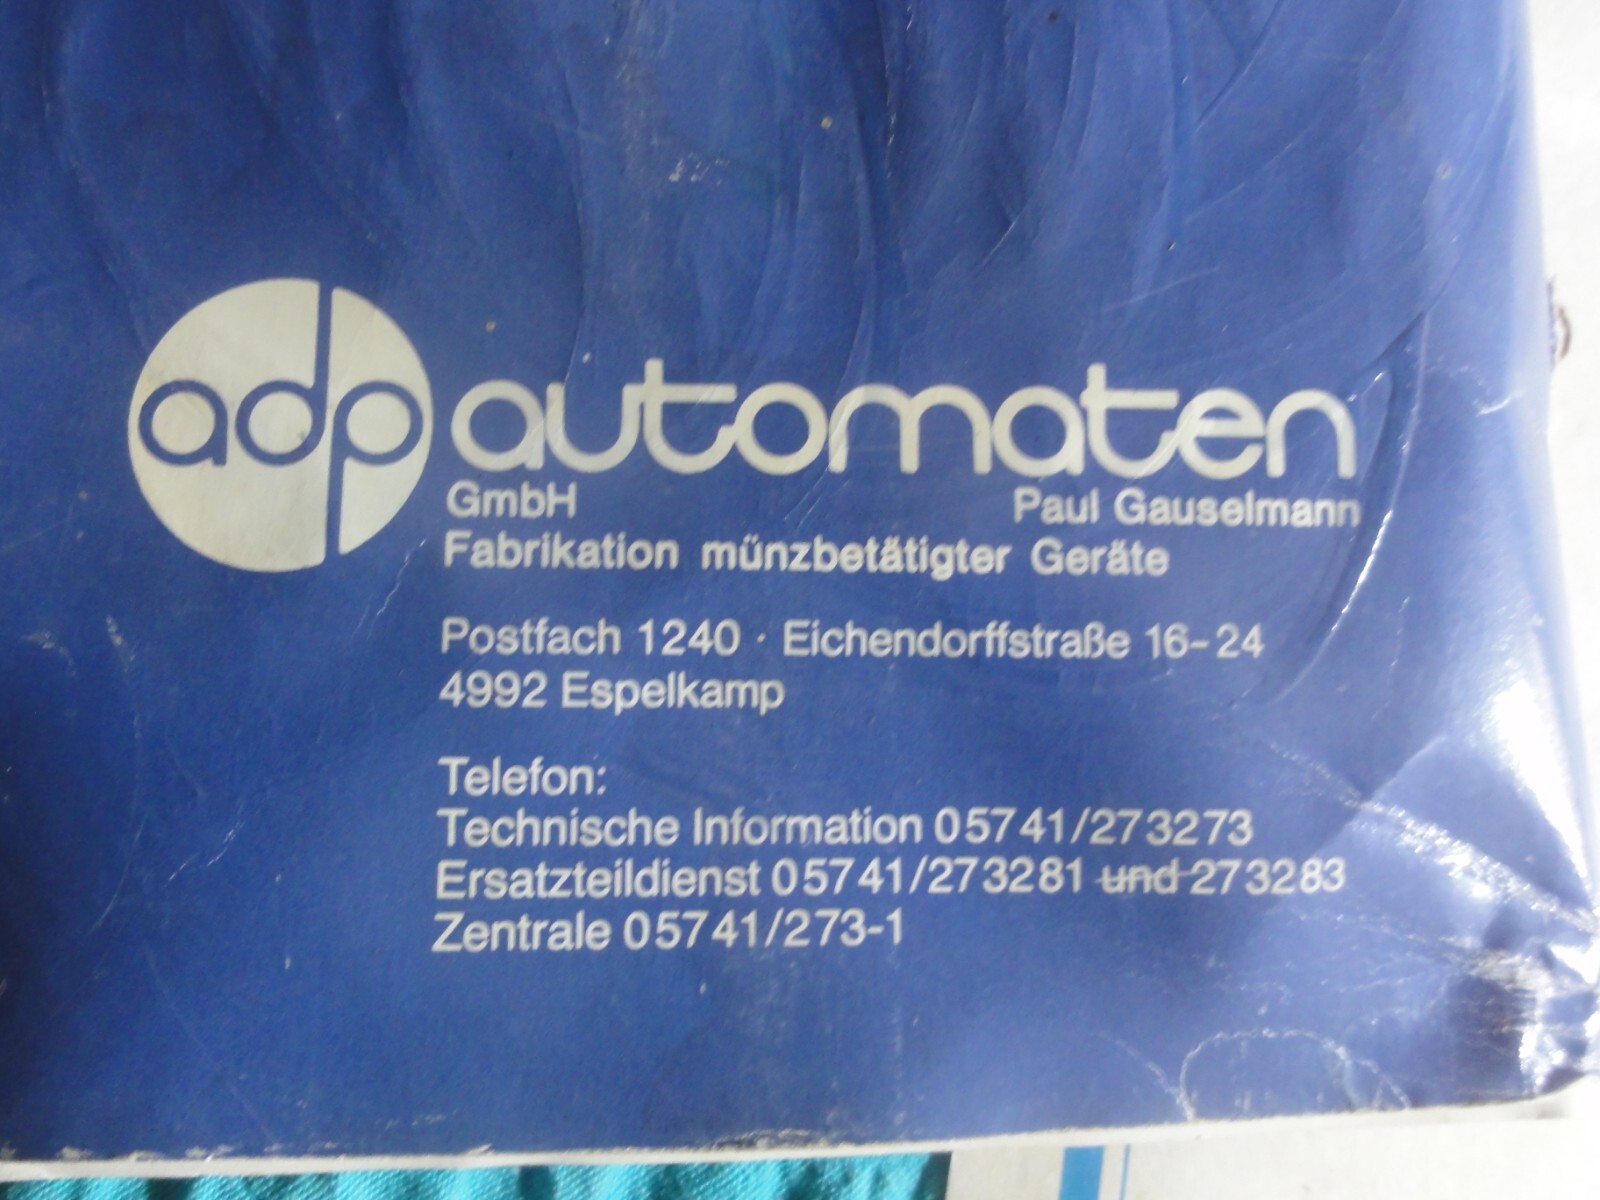 adp automaten
GmbH Paul Gauselmann
Fabrikation münzbetätigter Geräte
Postfach 1240 · Eichendorffstraße 16-24
4992 Espelkamp
Telefon:
Technische Information 05741/273273
Ersatzteildienst 05741/273281 und 273283
Zentrale 05741/273-1